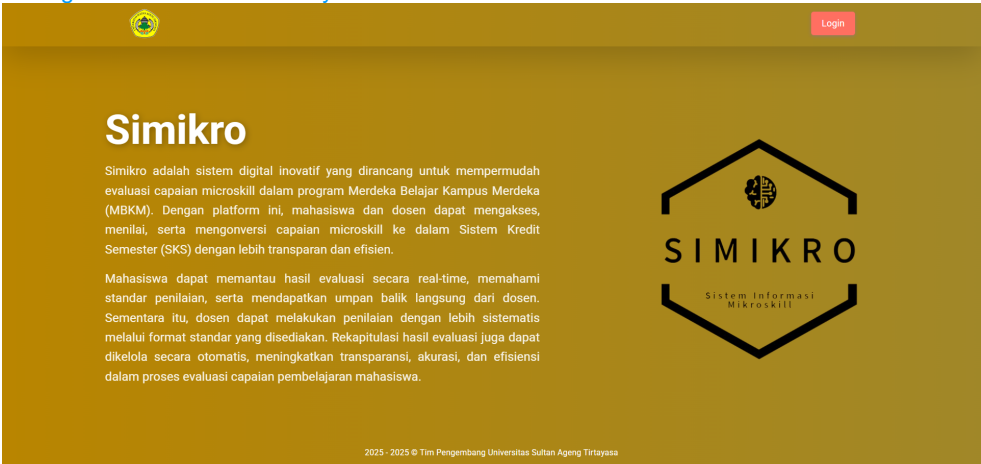 Login
Simikro
Simikro adalah sistem digital inovatif yang dirancang untuk mempermudah
evaluasi capaian microskill dalam program Merdeka Belajar Kampus Merdeka
(MBKM). Dengan platform ini, mahasiswa dan dosen dapat mengakses,
menilai, serta mengonversi capaian microskill ke dalam Sistem Kredit
Semester (SKS) dengan lebih transparan dan efisien.
Mahasiswa dapat memantau hasil evaluasi secara real-time, memahami
standar penilaian, serta mendapatkan umpan balik langsung dari dosen.
Sementara itu, dosen dapat melakukan penilaian dengan lebih sistematis
melalui format standar yang disediakan. Rekapitulasi hasil evaluasi juga dapat
dikelola secara otomatis, meningkatkan transparansi, akurasi, dan efisiensi
dalam proses evaluasi capaian pembelajaran mahasiswa.
SIMIKRO
Sistem Informasi
Mikroskill
2025 - 2025 © Tim Pengembang Universitas Sultan Ageng Tirtayasa